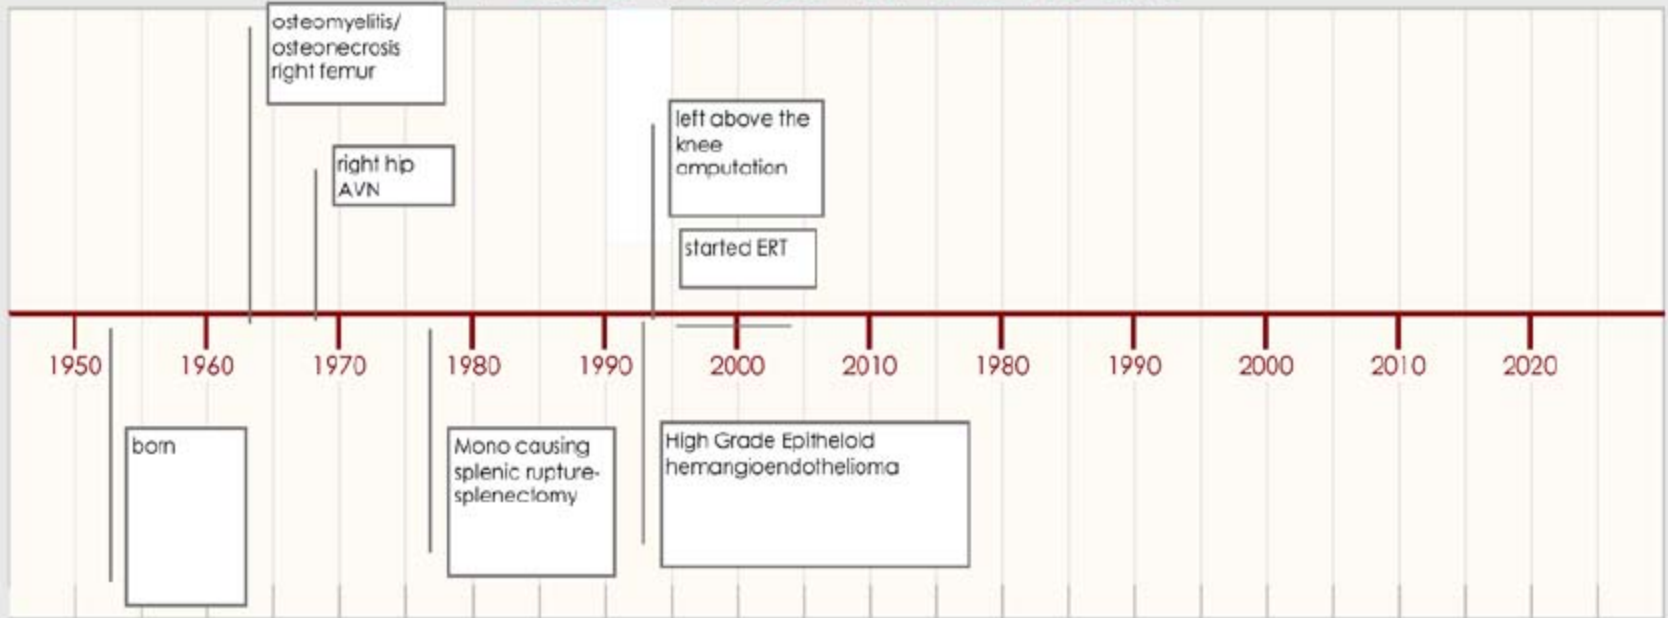 osteomyelitis/
osteonecrosis
right femur
right hip
AVN
left above the
knee
amputation
started ERT
1950 1960 1970 1980 1990 2000 2010 1980 1990 2000 2010 2020
born
Mono causing
splenic rupture-
splenectomy
High Grade Epitheloid
hemangioendothelioma